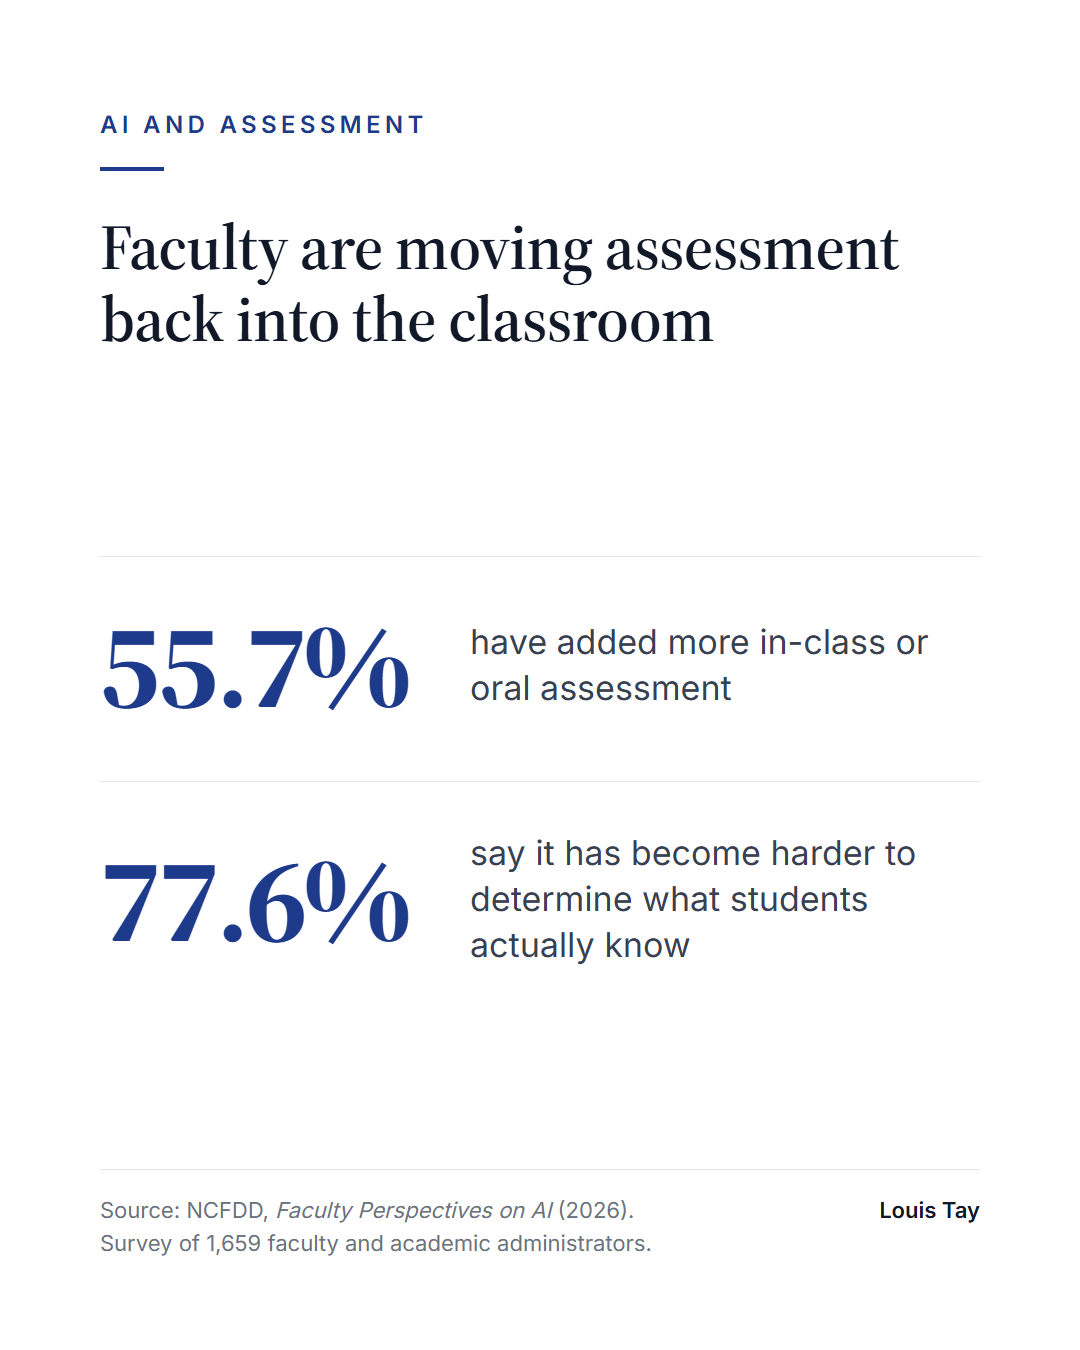 AI AND ASSESSMENT
Faculty are moving assessment
back into the classroom
55.7%
have added more in-class or
oral assessment
77.6%
say it has become harder to
determine what students
actually know
Source: NCFDD, Faculty Perspectives on AI (2026).
Survey of 1,659 faculty and academic administrators.
Louis Tay